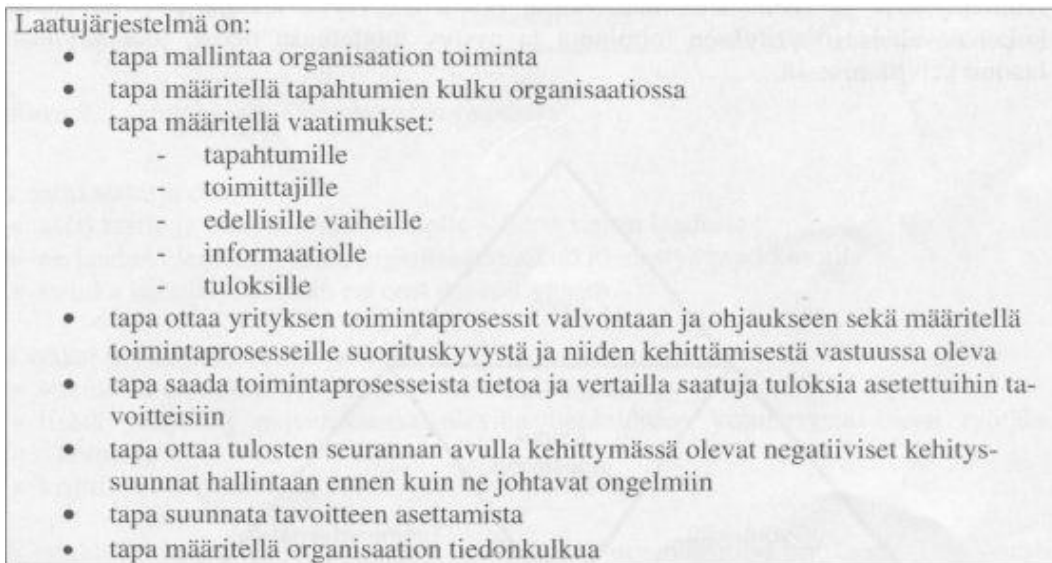 Laatujärjestelmä on:
• tapa mallintaa organisaation toiminta
• tapa määritellä tapahtumien kulku organisaatiossa
• tapa määritellä vaatimukset:
- tapahtumille
- toimittajille
- edellisille vaiheille
- informaatiolle
- tuloksille
• tapa ottaa yrityksen toimintaprosessit valvontaan ja ohjaukseen sekä määritellä
toimintaprosesseille suorituskyvystä ja niiden kehittämisestä vastuussa oleva
• tapa saada toimintaprosesseista tietoa ja vertailla saatuja tuloksia asetettuihin ta-
voitteisiin
• tapa ottaa tulosten seurannan avulla kehittymässä olevat negatiiviset kehitys-
suunnat hallintaan ennen kuin ne johtavat ongelmiin
• tapa suunnata tavoitteen asettamista
• tapa määritellä organisaation tiedonkulkua